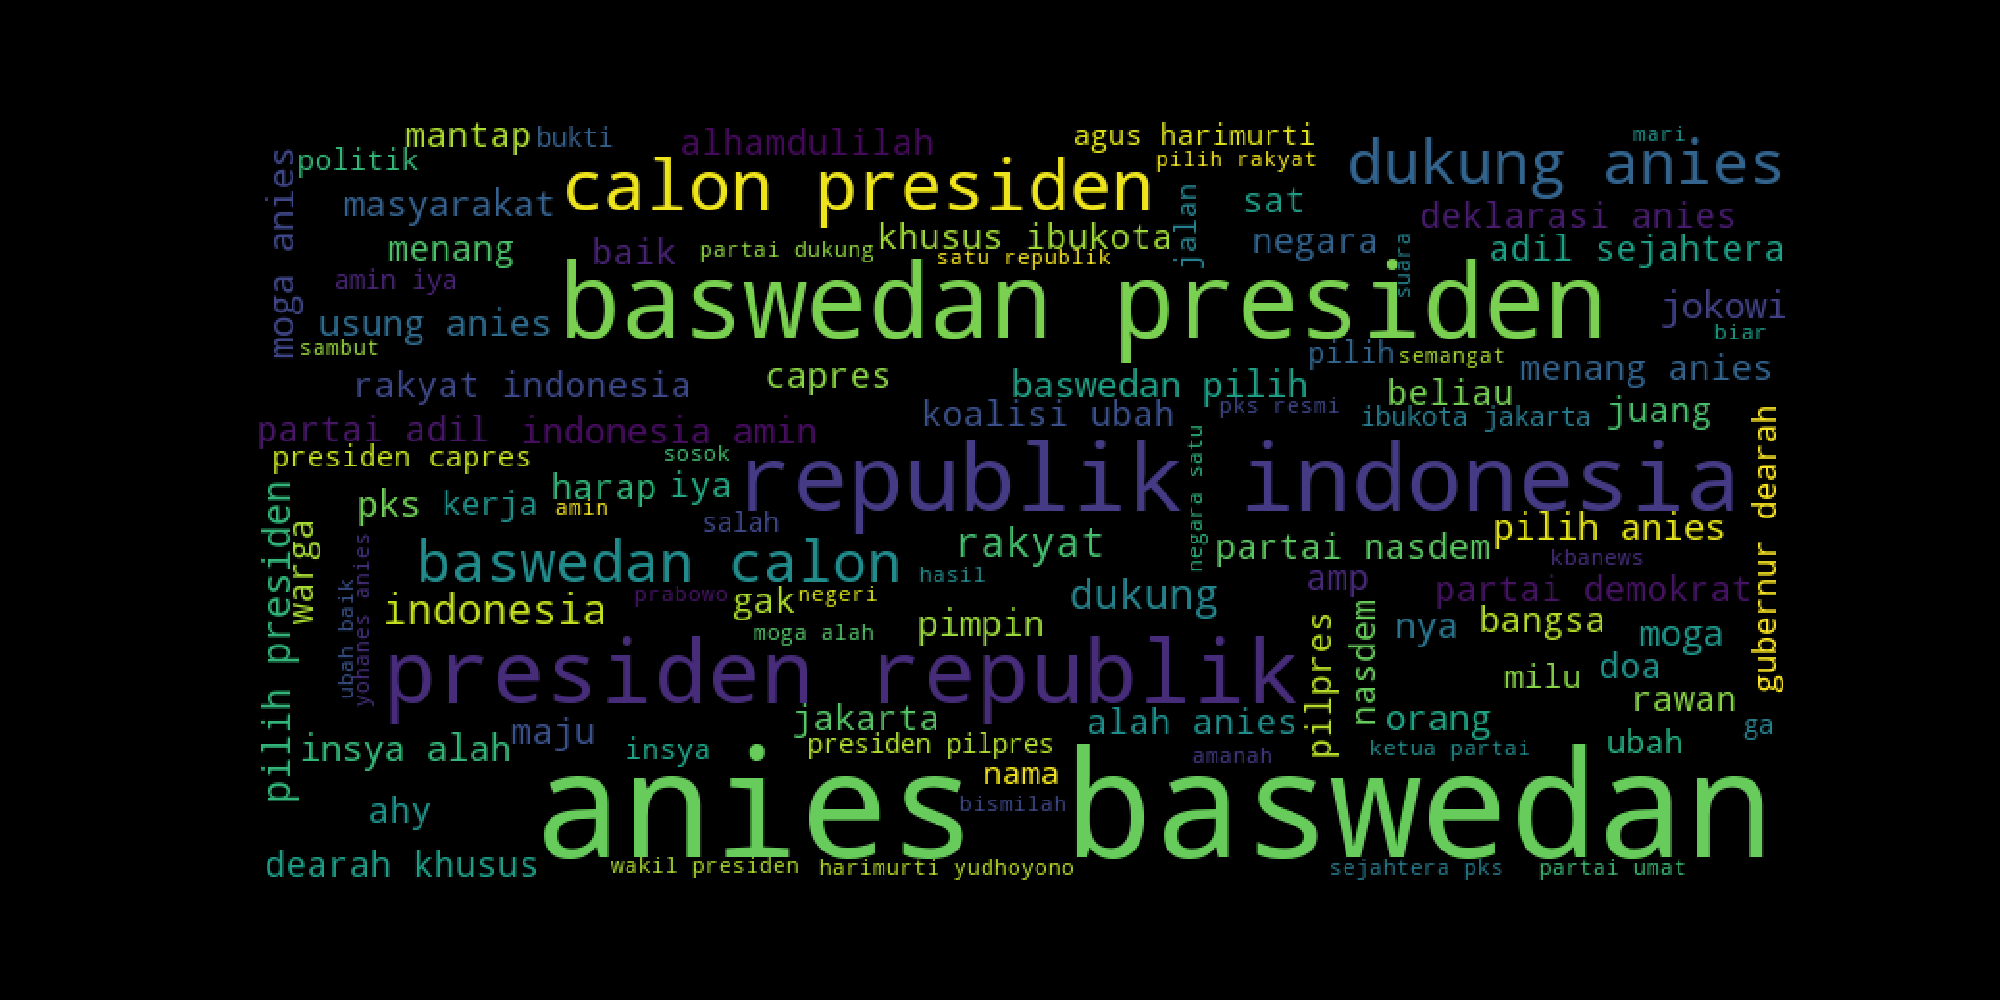 mantap
bukti
alhamdulilah
agus harimurti
mari
politik
pilih rakyat
dukung anies
calon presiden
moga anies
masyarakat
jalan
sat
deklarasi anies
menang
baik
partai dukung
khusus ibukota
satu republik
negara
suara
adil sejahtera
amin iya
baswedan presiden
jokowi
usung anies
biar
sambut
pilih
semangat
menang anies
rakyat indonesia
capres
baswedan pilih
beliau
koalisi ubah
pks resmi
ibukota jakarta
juang
partai adil
indonesia amin
presiden capres
sosok
republik indonesia
negara satu
gubernur dearah
pilih presiden
pks
kerja
harap
iya
amin
salah
warga
rakyat
partai nasdem
pilih anies
kbanews
yohanes anies
baswedan calon
hasil
amp
partai demokrat
ubah baik
indonesia
prabowo
gak
negeri
dukung
moga alah
pimpin
pilpres
nasdem
nya
bangsa
moga
presiden republik
milu
doa
rawan
jakarta
alah anies
orang
ga
insya alah
maju
insya
presiden pilpres
amanah
ketua partai
ubah
nama
anies baswedan
ahy
bismilah
dearah khusus
wakil presiden
harimurti yudhoyono
sejahtera pks
partai umat